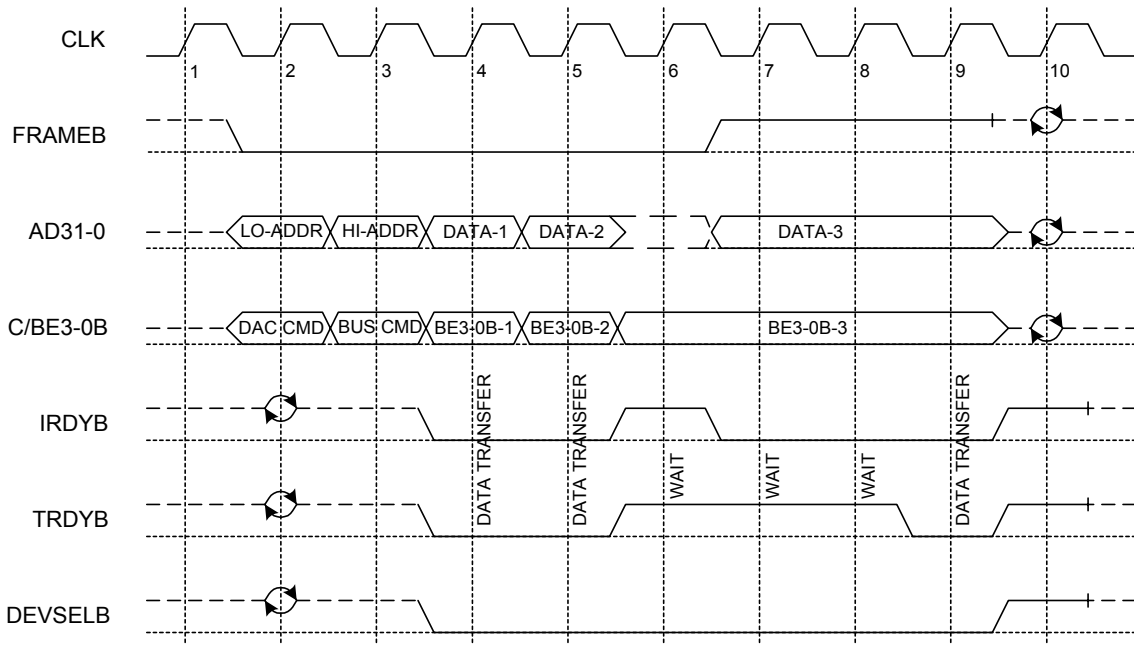 CLK
1 2 3 4 5 6 7 8 9 10
FRAMEB
AD31-0
LO-ADDR HI-ADDR DATA-1 DATA-2 DATA-3
C/BE3-0B
DAC CMD BUS CMD BE3-0B-1 BE3-0B-2 BE3-0B-3
IRDYB
DATA TRANSFER
DATA TRANSFER
WAIT
WAIT
WAIT
DATA TRANSFER
TRDYB
DEVSELB